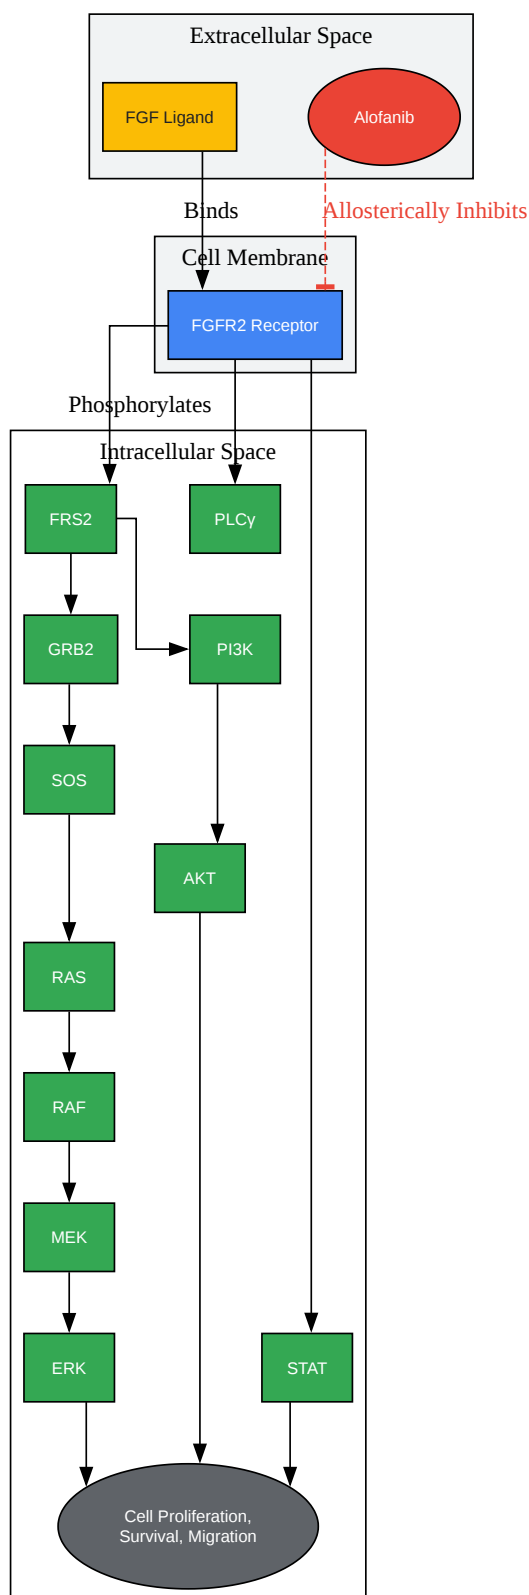 Extracellular Space
FGF Ligand
Alofanib
Binds
Allosterically Inhibits
Cell Membrane
FGFR2 Receptor
Phosphorylates
Intracellular Space
FRS2
PLCγ
GRB2
PI3K
SOS
AKT
RAS
RAF
MEK
ERK
STAT
Cell Proliferation,
Survival, Migration